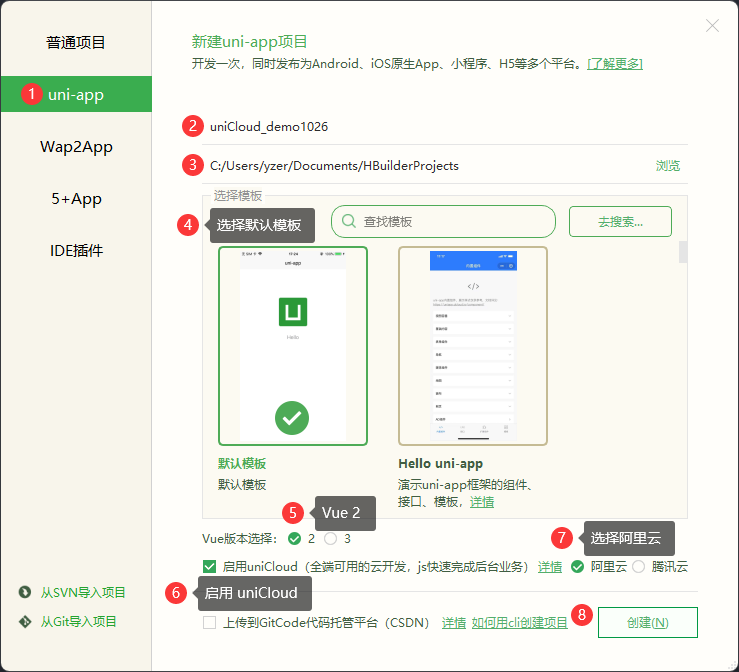 普通项目
1 uni-app
Wap2App
5+App
IDE插件
从SVN导入项目
从Git导入项目
新建uni-app项目
开发一次，同时发布为Android、iOS原生App、小程序、H5等多个平台。[了解更多]
2 uniCloud_demo1026
3 C:/Users/yzer/Documents/HBuilderProjects 浏览
选择模板
4 选择默认模板 查找模板 去搜索...
17:24
uni-app
Hello
</>
默认模板
默认模板
Hello uni-app
演示uni-app框架的组件、
接口、模板，详情
5 Vue 2
Vue版本选择： 2 3
7 选择阿里云
启用uniCloud（全端可用的云开发，js快速完成后台业务） 详情 阿里云 腾讯云
6 启用 uniCloud
上传到GitCode代码托管平台（CSDN） 详情 如何用cli创建项目
8 创建(N)